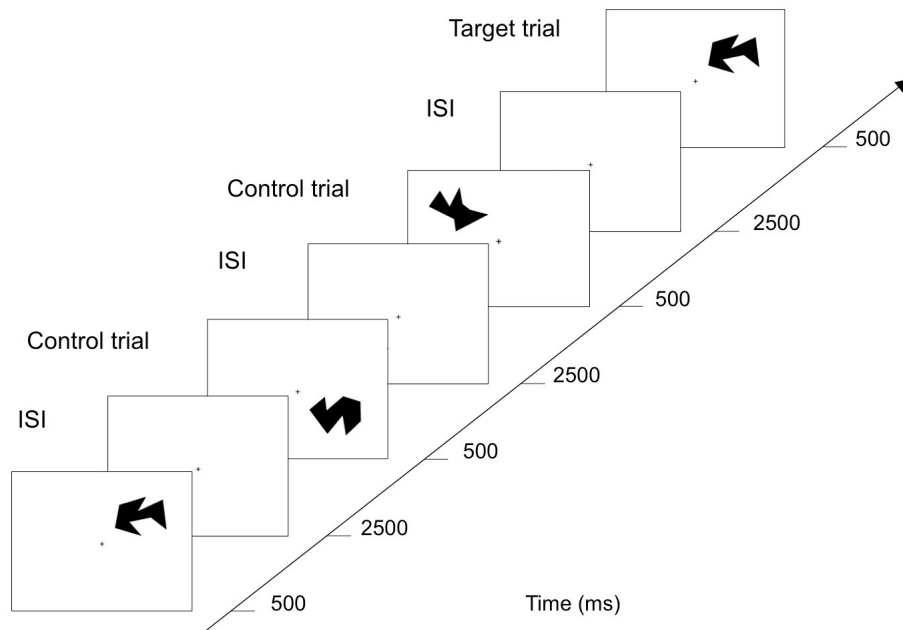 Target trial
ISI
500
Control trial
2500
ISI
500
Control trial
2500
ISI
500
2500
500
Time (ms)